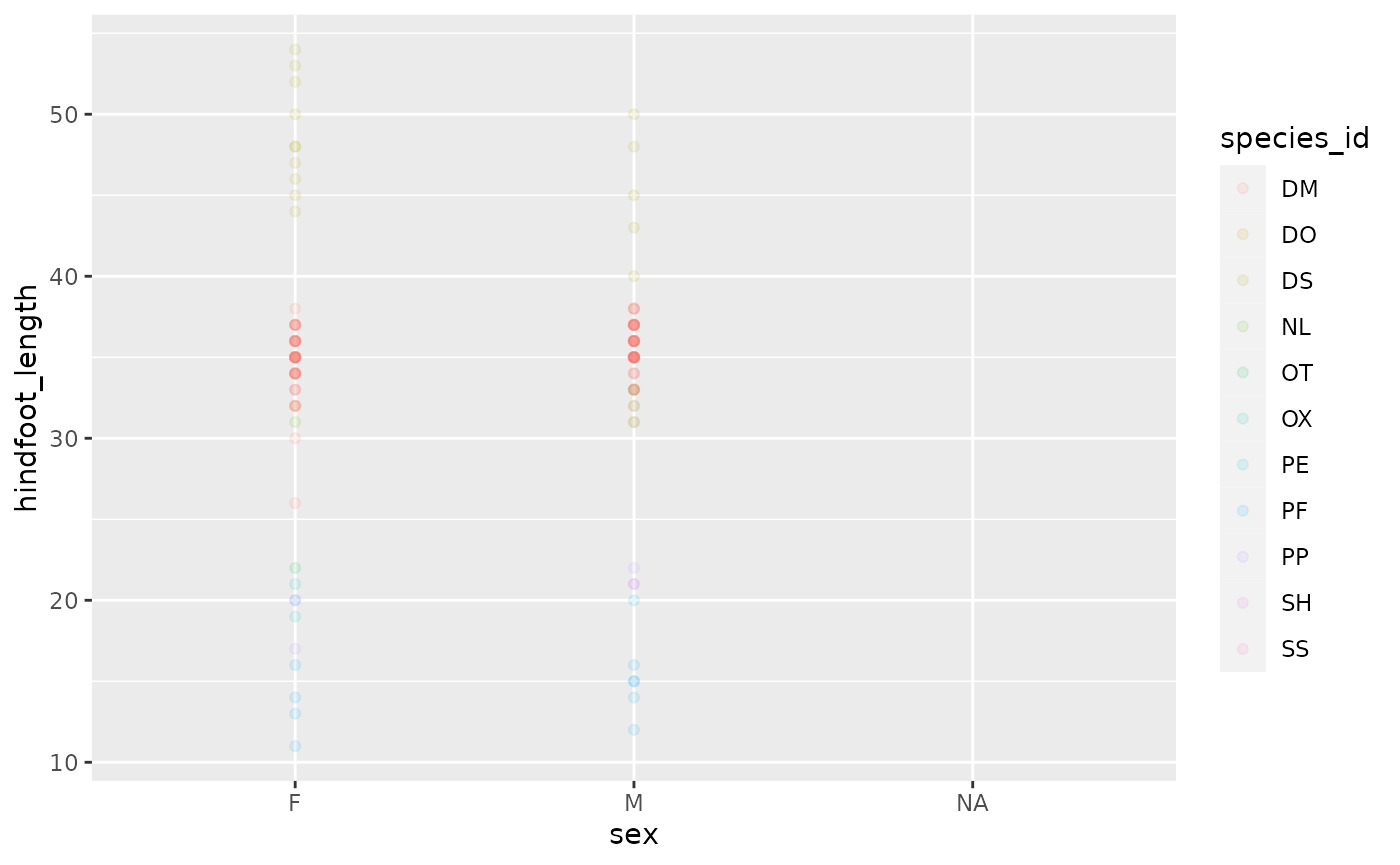 50
40
30
20
10
hindfoot_length
F
M
NA
sex
species_id
DM
DO
DS
NL
OT
OX
PE
PF
PP
SH
SS